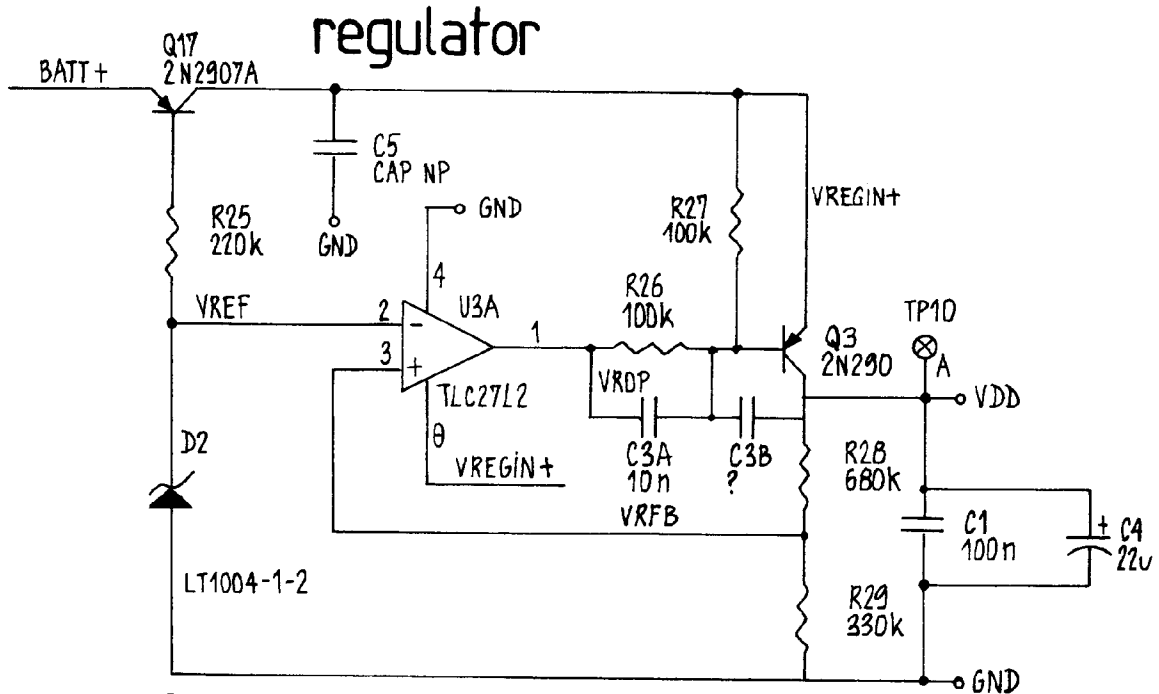 regulator
Q17
2N2907A
BATT+
C5
CAP NP
GND
GND
R25
220k
R27
100k
VREGIN+
4
U3A
R26
100k
VREF
2
-
1
3
+
Q3
2N290
TP10
A
VDD
VROP
TLC27L2
θ
VREGIN+
C3A
10n
C3B
?
R28
680k
D2
VRFB
C1
100n
+
C4
22u
LT1004-1-2
R29
330k
GND